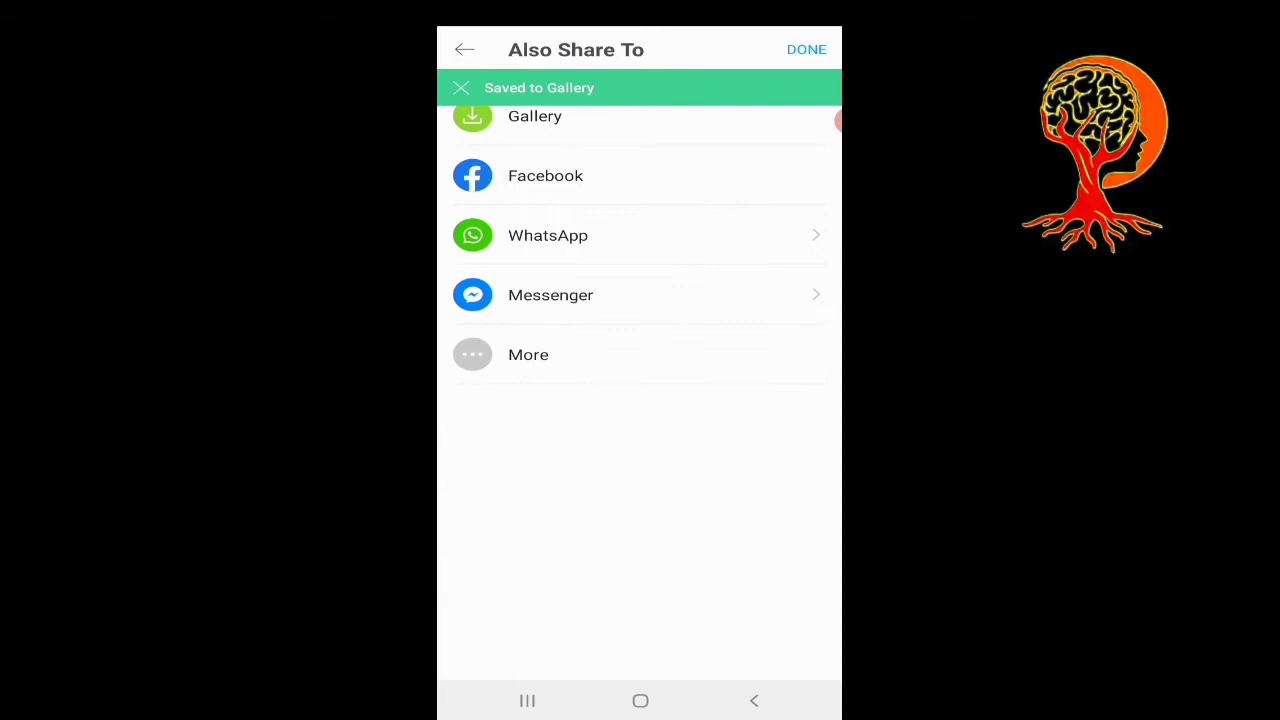 Also Share To
DONE
Saved to Gallery
Gallery
Facebook
WhatsApp
Messenger
More